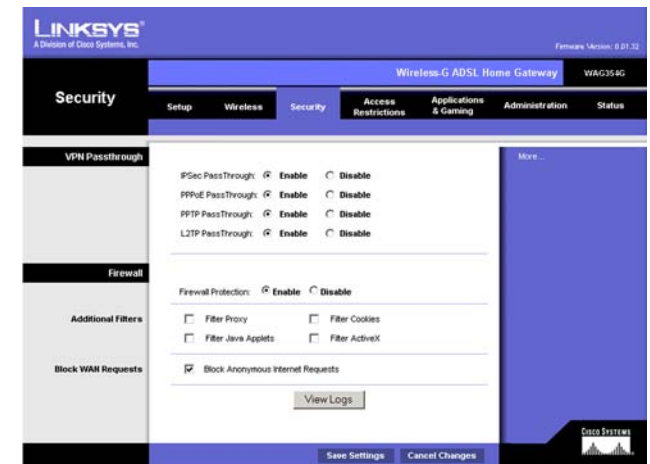 LINKSYS®
A Division of Cisco Systems, Inc.
Firmware Version: 0.01.32
Wireless-G ADSL Home Gateway WAG354G
Security
Setup Wireless Security Access Restrictions Applications & Gaming Administration Status
VPN Passthrough
More...
IPSec PassThrough: Enable Disable
PPPoE PassThrough: Enable Disable
PPTP PassThrough: Enable Disable
L2TP PassThrough: Enable Disable
Firewall
Firewall Protection: Enable Disable
Additional Filters
Filter Proxy Filter Cookies
Filter Java Applets Filter ActiveX
Block WAN Requests
Block Anonymous Internet Requests
View Logs
Save Settings Cancel Changes
CISCO SYSTEMS